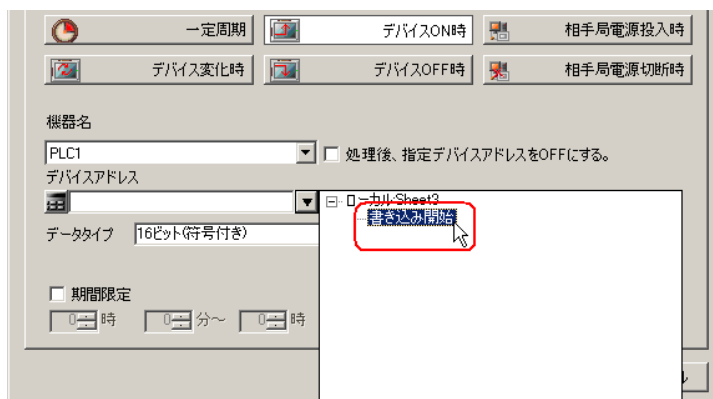 一定周期 デバイスON時 相手局電源投入時
デバイス変化時 デバイスOFF時 相手局電源切断時
機器名
PLC1 処理後、指定デバイスアドレスをOFFにする。
デバイスアドレス
ローカル:Sheet3
書き込み開始
データタイプ 16ビット(符号付き)
期間限定
0 時 0 分～ 0 時
ル